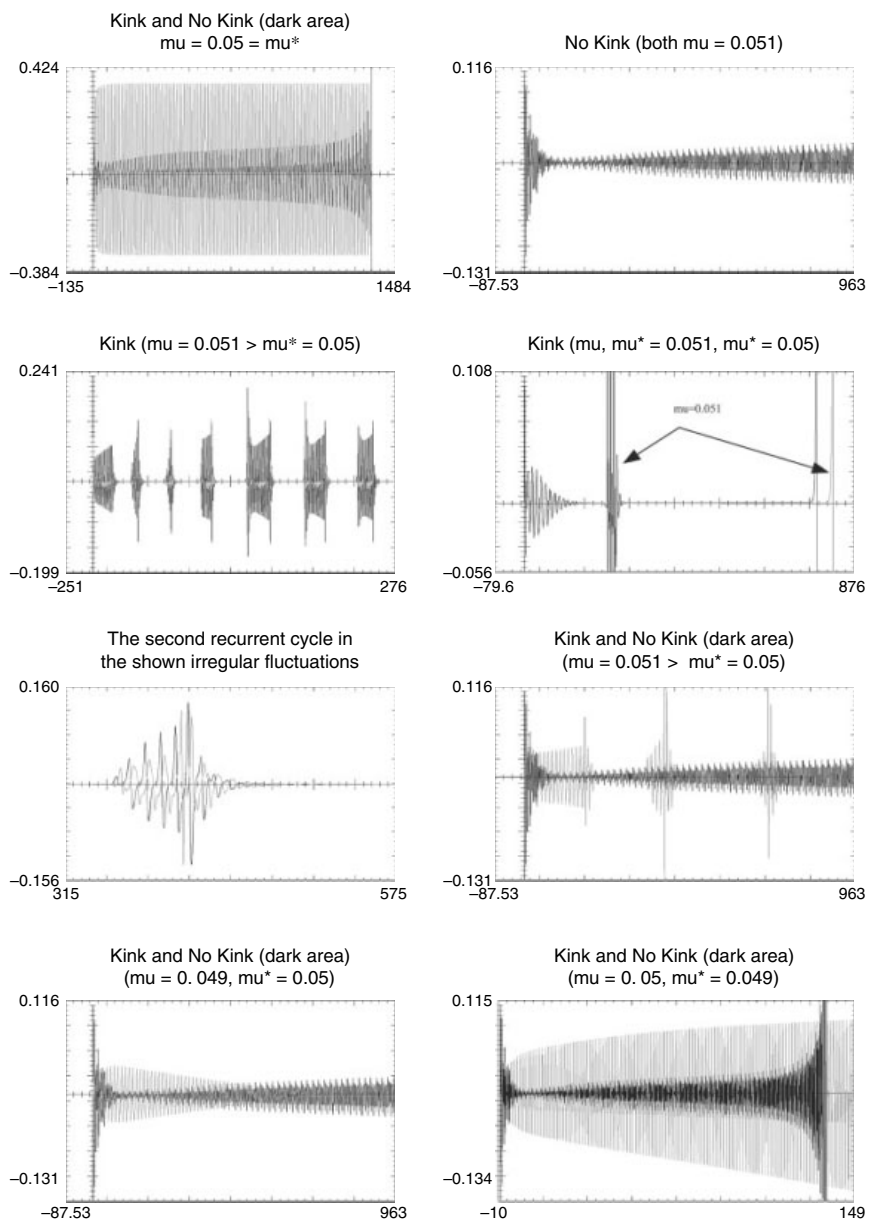 Kink and No Kink (dark area)
mu = 0.05 = mu*
0.424
−0.384
−135
1484
No Kink (both mu = 0.051)
0.116
−0.131
−87.53
963
Kink (mu = 0.051 > mu* = 0.05)
0.241
−0.199
−251
276
Kink (mu, mu* = 0.051, mu* = 0.05)
0.108
mu=0.051
−0.056
−79.6
876
The second recurrent cycle in
the shown irregular fluctuations
0.160
−0.156
315
575
Kink and No Kink (dark area)
(mu = 0.051 > mu* = 0.05)
0.116
−0.131
−87.53
963
Kink and No Kink (dark area)
(mu = 0. 049, mu* = 0.05)
0.116
−0.131
−87.53
963
Kink and No Kink (dark area)
(mu = 0. 05, mu* = 0.049)
0.115
−0.134
−10
149